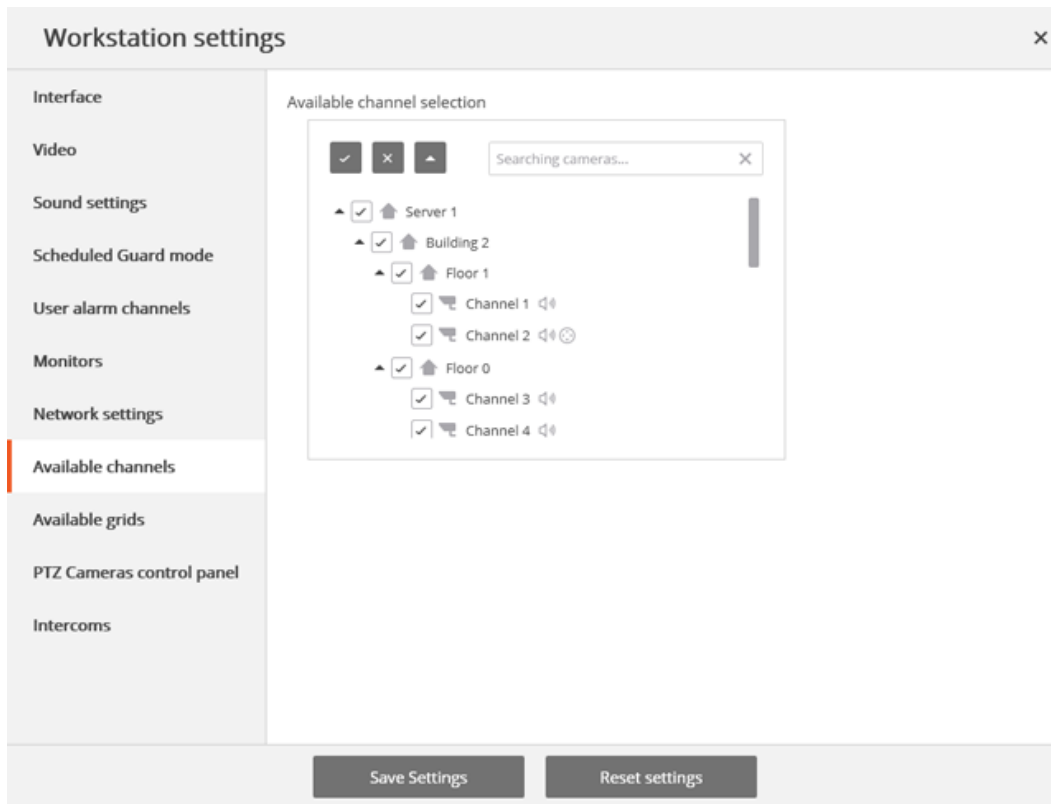 Workstation settings
Interface
Video
Sound settings
Scheduled Guard mode
User alarm channels
Monitors
Network settings
Available channels
Available grids
PTZ Cameras control panel
Intercoms
Available channel selection
Searching cameras...
Server 1
Building 2
Floor 1
Channel 1
Channel 2
Floor 0
Channel 3
Channel 4
Save Settings
Reset settings